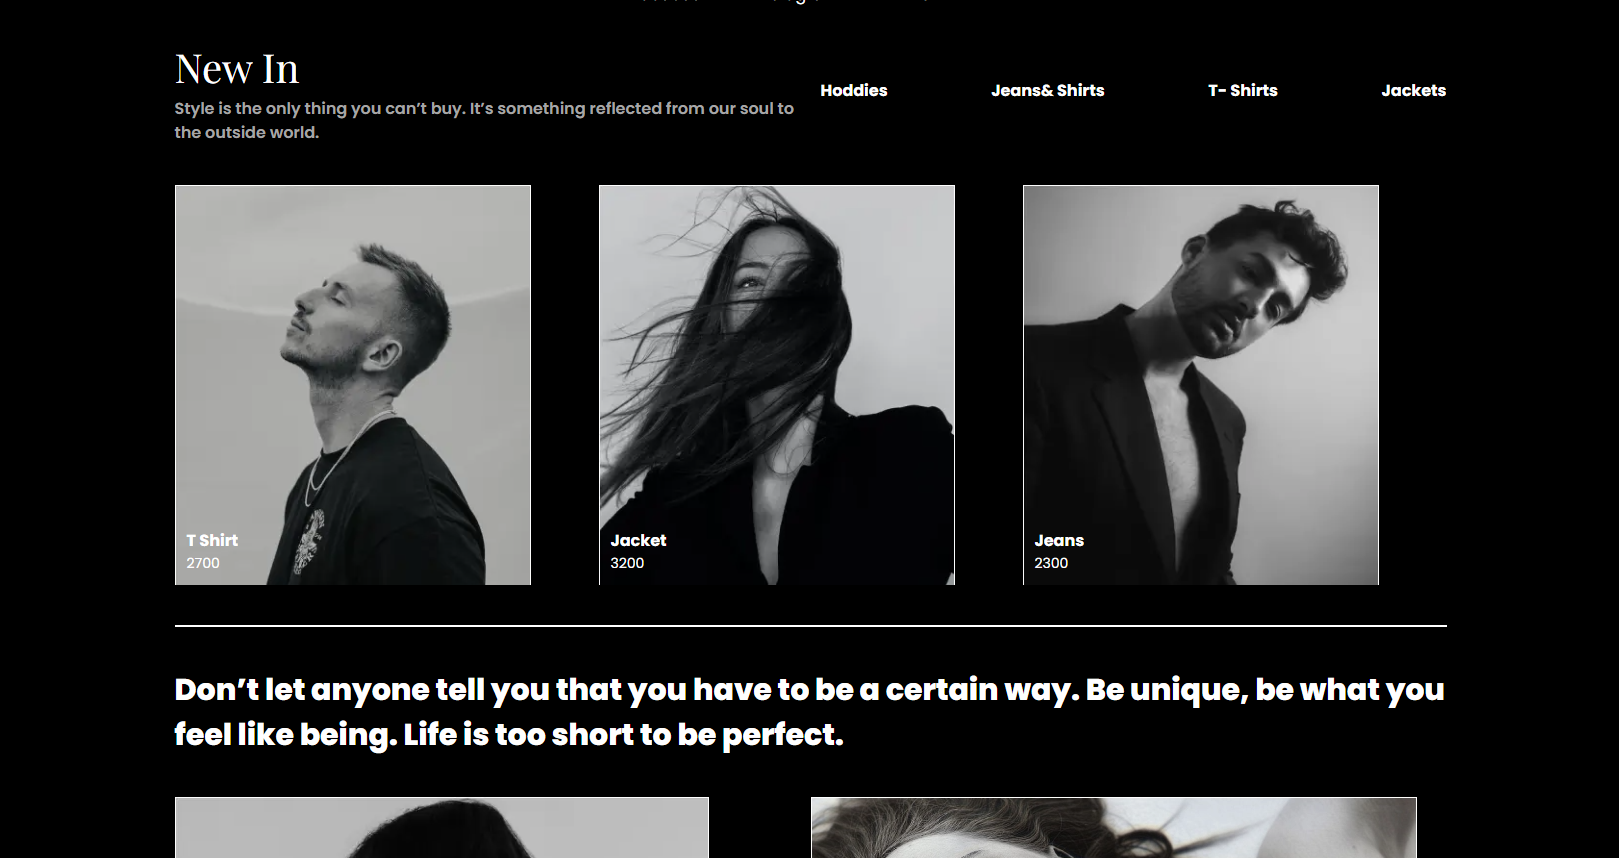 New In
Style is the only thing you can’t buy. It’s something reflected from our soul to
the outside world.
Hoddies
Jeans& Shirts
T- Shirts
Jackets
T Shirt
2700
Jacket
3200
Jeans
2300
Don’t let anyone tell you that you have to be a certain way. Be unique, be what you
feel like being. Life is too short to be perfect.